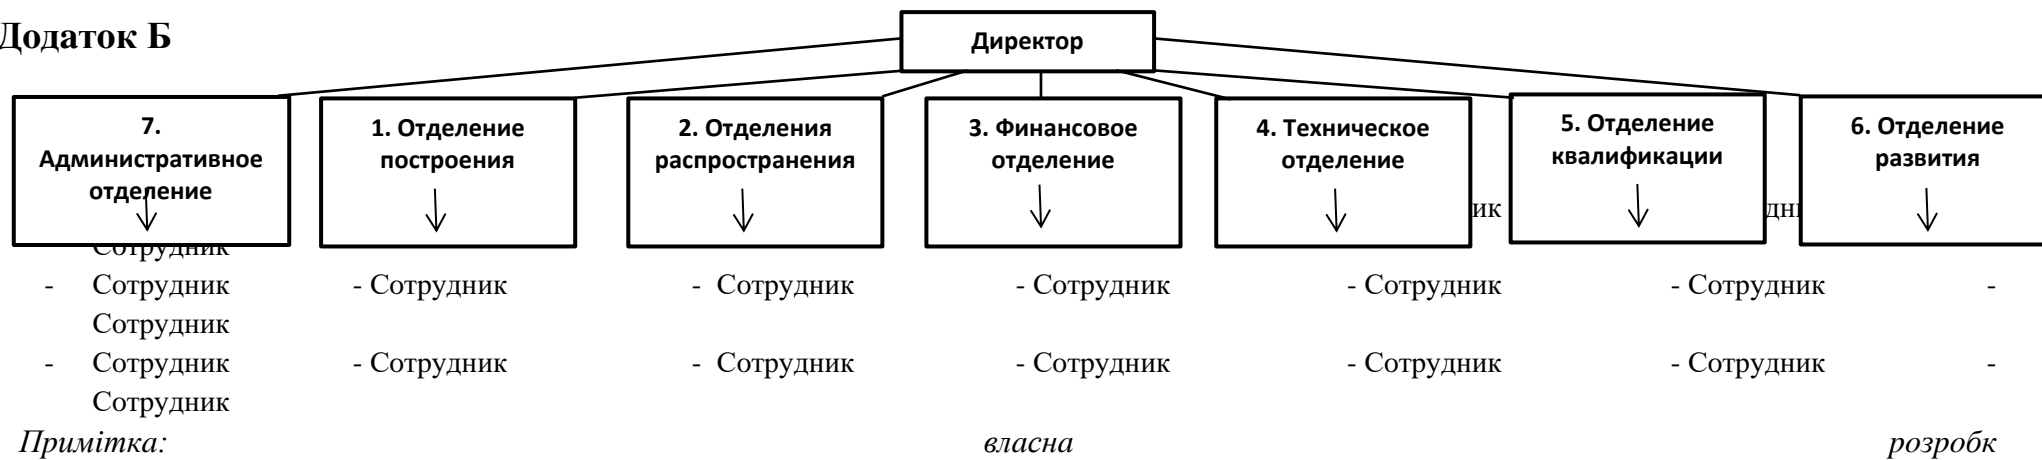 Додаток Б
Директор
7.
Административное
отделение
1. Отделение
построения
2. Отделения
распространения
3. Финансовое
отделение
4. Техническое
отделение
5. Отделение
квалификации
6. Отделение
развития
Сотрудник
- Сотрудник - Сотрудник - Сотрудник - Сотрудник - Сотрудник - Сотрудник -
Сотрудник
- Сотрудник - Сотрудник - Сотрудник - Сотрудник - Сотрудник - Сотрудник -
Сотрудник
Примітка: власна розробк